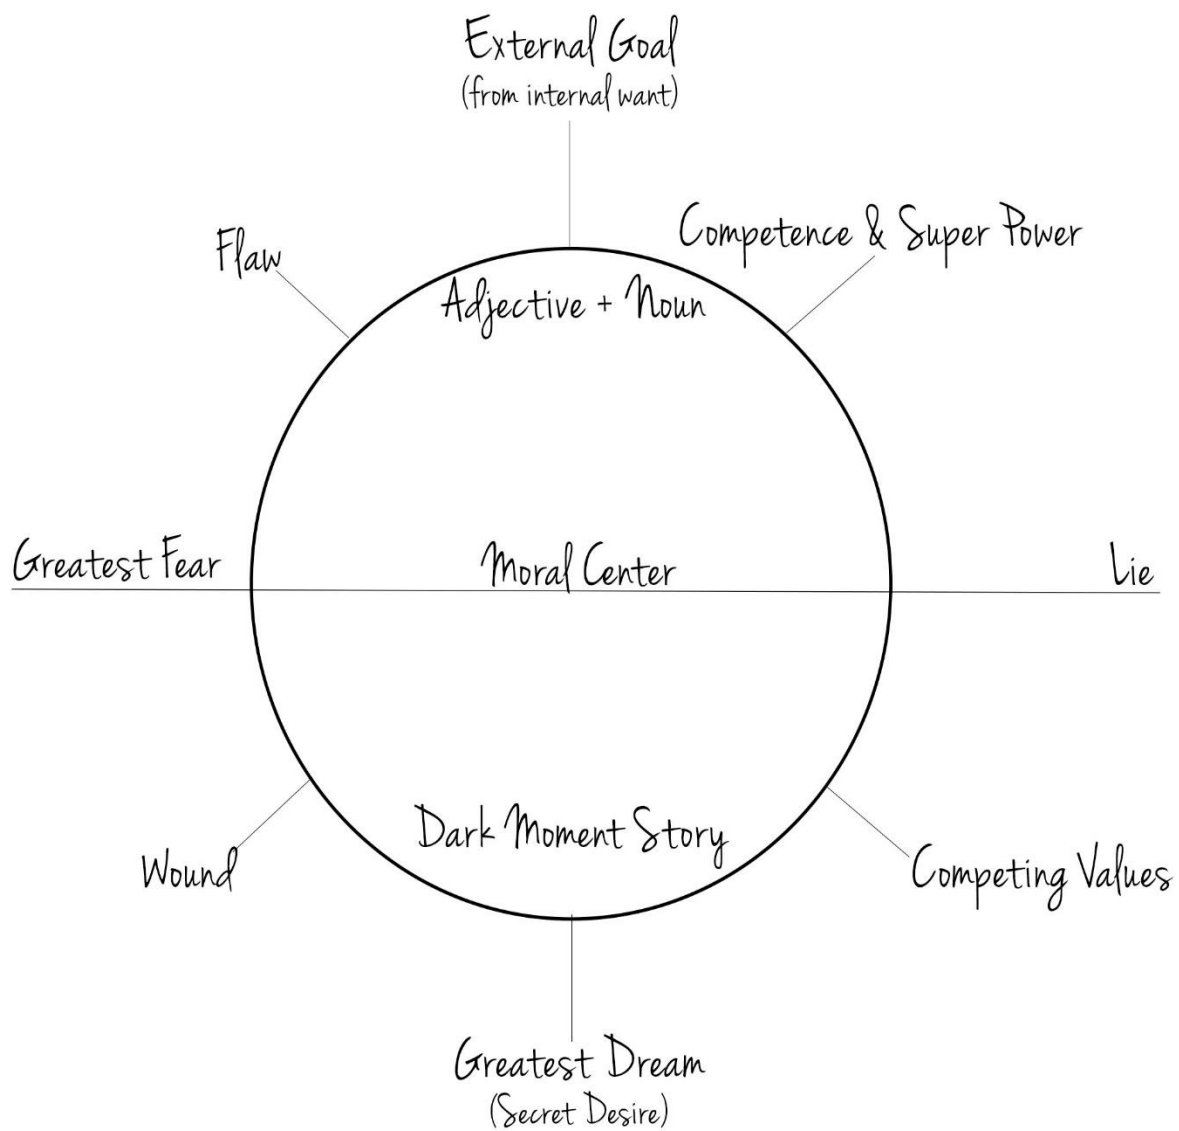 External Goal
(from internal want)
Competence & Super Power
Flaw
Adjective + Noun
Greatest Fear
Moral Center
Lie
Dark Moment Story
Wound
Competing Values
Greatest Dream
(Secret Desire)